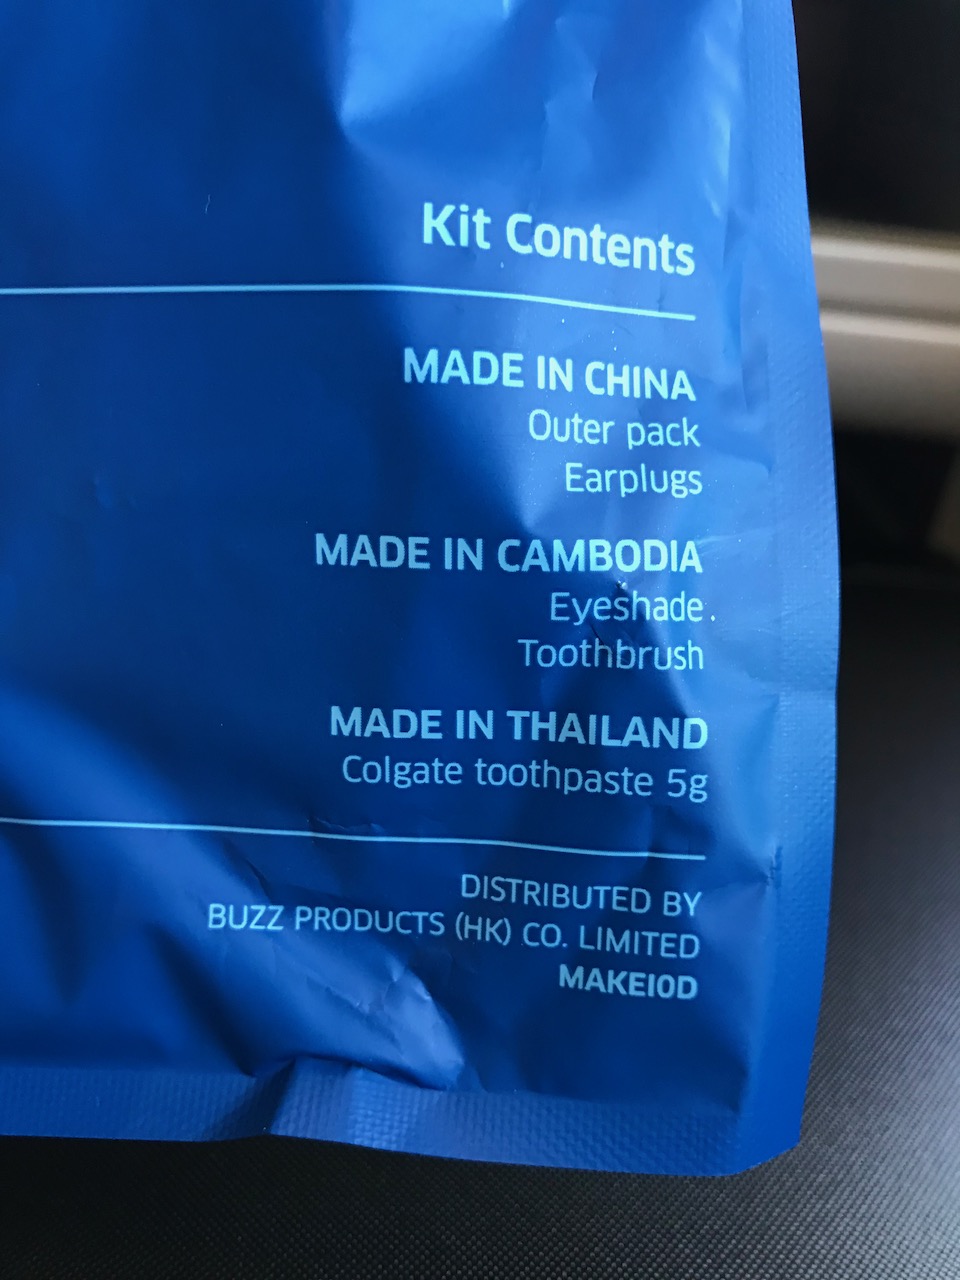 Kit Contents
MADE IN CHINA
Outer pack
Earplugs
MADE IN CAMBODIA
Eyeshade
Toothbrush
MADE IN THAILAND
Colgate toothpaste 5g
DISTRIBUTED BY
BUZZ PRODUCTS (HK) CO. LIMITED
MAKEI0D